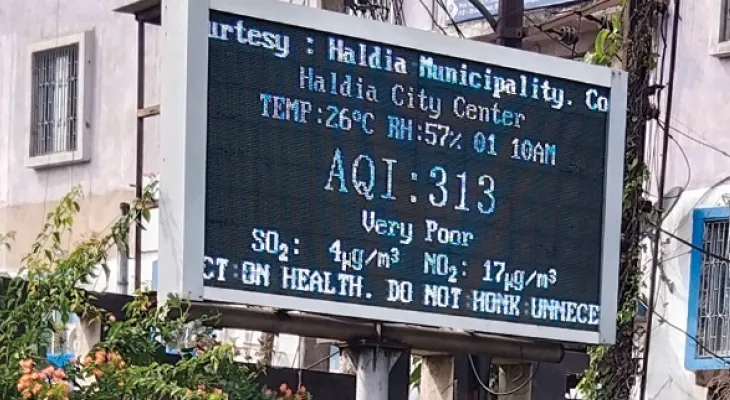 urtesy : Haldia Municipality. Co
Haldia City Center
TEMP:26°C RH:57% 01 10AM
AQI:313
Very Poor
SO₂: 4µg/m³ NO₂: 17µg/m³
CT ON HEALTH. DO NOT HONK UNNECE